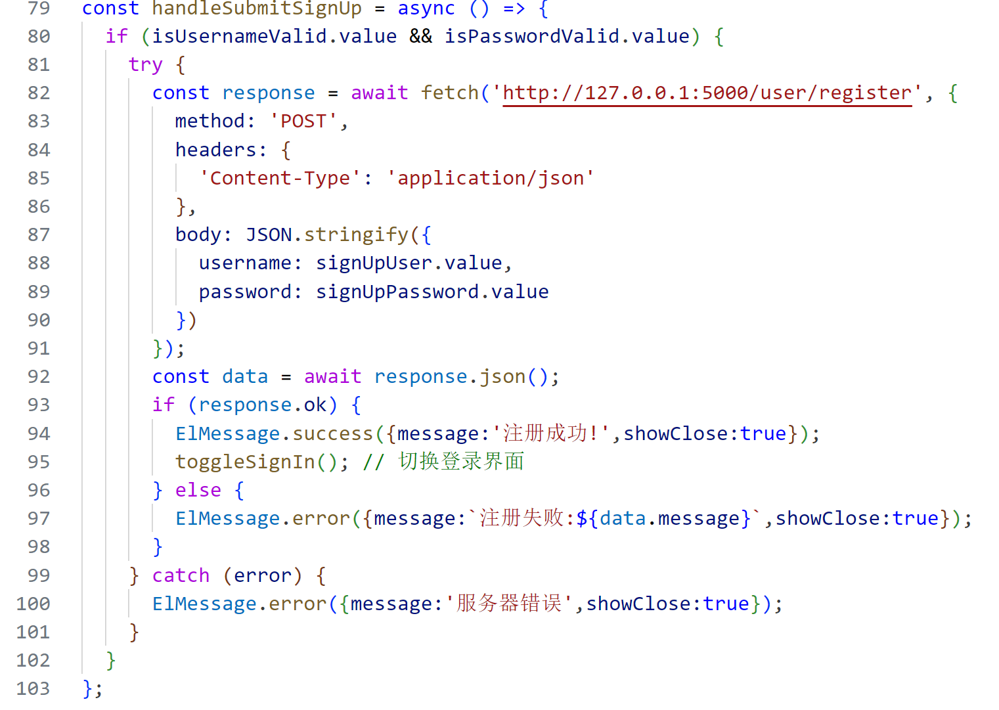 79 const handleSubmitSignUp = async () => {
80 if (isUsernameValid.value && isPasswordValid.value) {
81 try {
82 const response = await fetch('http://127.0.0.1:5000/user/register', {
83 method: 'POST',
84 headers: {
85 'Content-Type': 'application/json'
86 },
87 body: JSON.stringify({
88 username: signUpUser.value,
89 password: signUpPassword.value
90 })
91 });
92 const data = await response.json();
93 if (response.ok) {
94 ElMessage.success({message:'注册成功!',showClose:true});
95 toggleSignIn(); // 切换登录界面
96 } else {
97 ElMessage.error({message:`注册失败:${data.message}`,showClose:true});
98 }
99 } catch (error) {
100 ElMessage.error({message:'服务器错误',showClose:true});
101 }
102 }
103 };